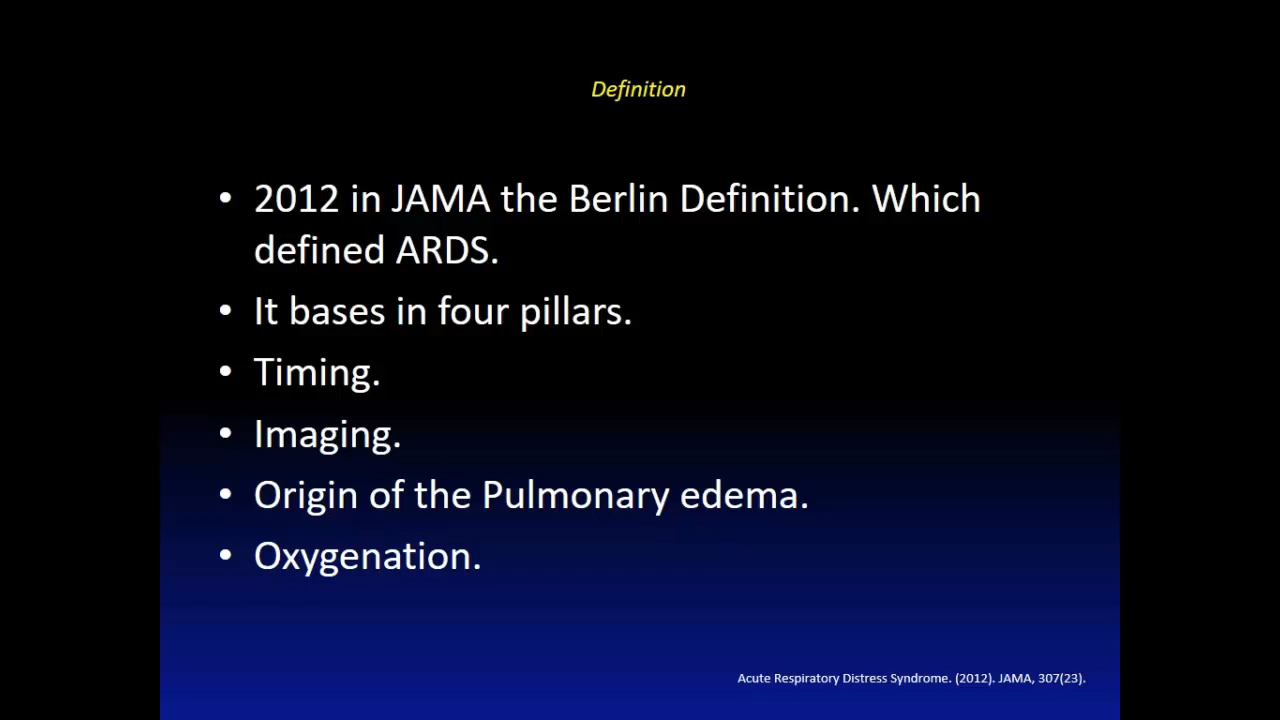 Definition
• 2012 in JAMA the Berlin Definition. Which
defined ARDS.
• It bases in four pillars.
• Timing.
• Imaging.
• Origin of the Pulmonary edema.
• Oxygenation.
Acute Respiratory Distress Syndrome. (2012). JAMA, 307(23).